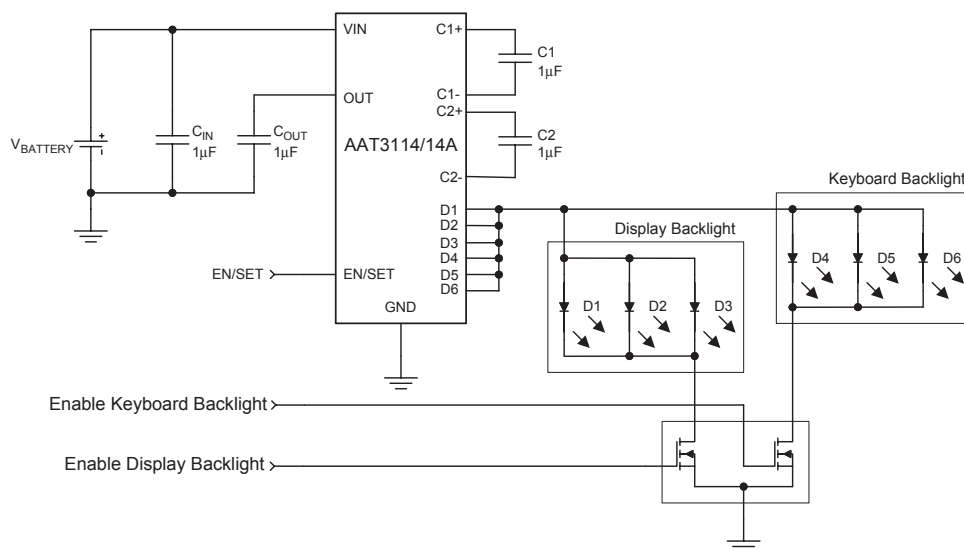 VIN
C1+
C1
1μF
C1-
OUT
C2+
C2
1μF
C2-
AAT3114/14A
VBATTERY
+
-
CIN
1μF
COUT
1μF
D1
D2
D3
D4
D5
D6
EN/SET
EN/SET
GND
Keyboard Backlight
D4
D5
D6
Display Backlight
D1
D2
D3
Enable Keyboard Backlight
Enable Display Backlight